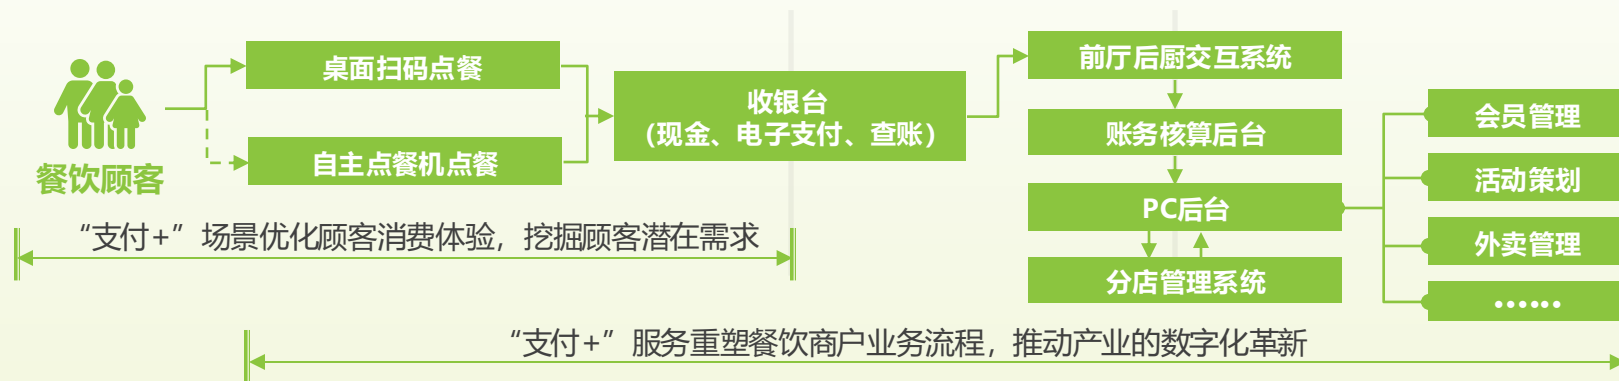 餐饮顾客
桌面扫码点餐
自主点餐机点餐
收银台
（现金、电子支付、查账）
前厅后厨交互系统
账务核算后台
PC后台
分店管理系统
会员管理
活动策划
外卖管理
……
“支付+”场景优化顾客消费体验，挖掘顾客潜在需求
“支付+”服务重塑餐饮商户业务流程，推动产业的数字化革新